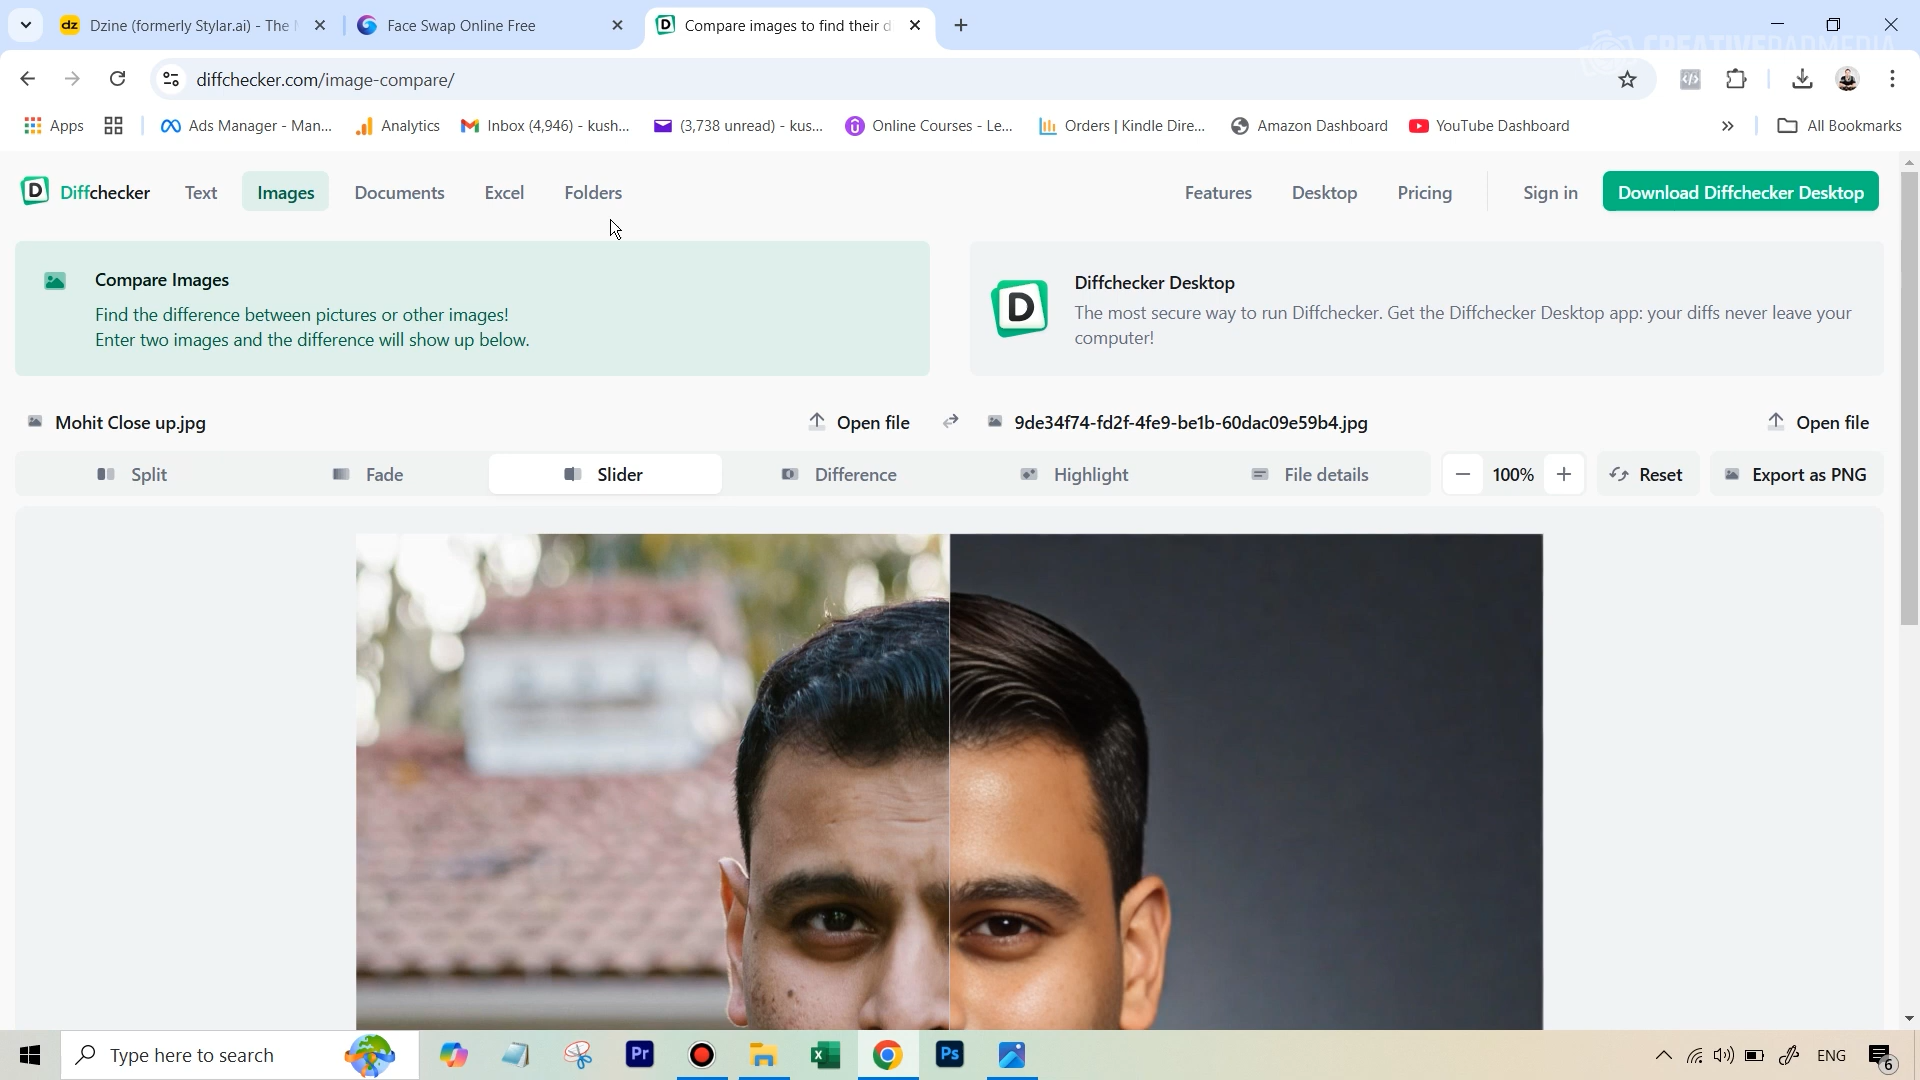 Dzine (formerly Stylar.ai) - The
Face Swap Online Free
Compare images to find their d
CREATIVEDADMEDIA
diffchecker.com/image-compare/
Apps
Ads Manager - Man...
Analytics
Inbox (4,946) - kush...
(3,738 unread) - kus...
Online Courses - Le...
Orders | Kindle Dire...
Amazon Dashboard
YouTube Dashboard
All Bookmarks
Diffchecker
Text
Images
Documents
Excel
Folders
Features
Desktop
Pricing
Sign in
Download Diffchecker Desktop
Compare Images
Find the difference between pictures or other images!
Enter two images and the difference will show up below.
Diffchecker Desktop
The most secure way to run Diffchecker. Get the Diffchecker Desktop app: your diffs never leave your
computer!
Mohit Close up.jpg
Open file
9de34f74-fd2f-4fe9-be1b-60dac09e59b4.jpg
Open file
Split
Fade
Slider
Difference
Highlight
File details
100%
Reset
Export as PNG
Type here to search
Pr
Ps
ENG
6